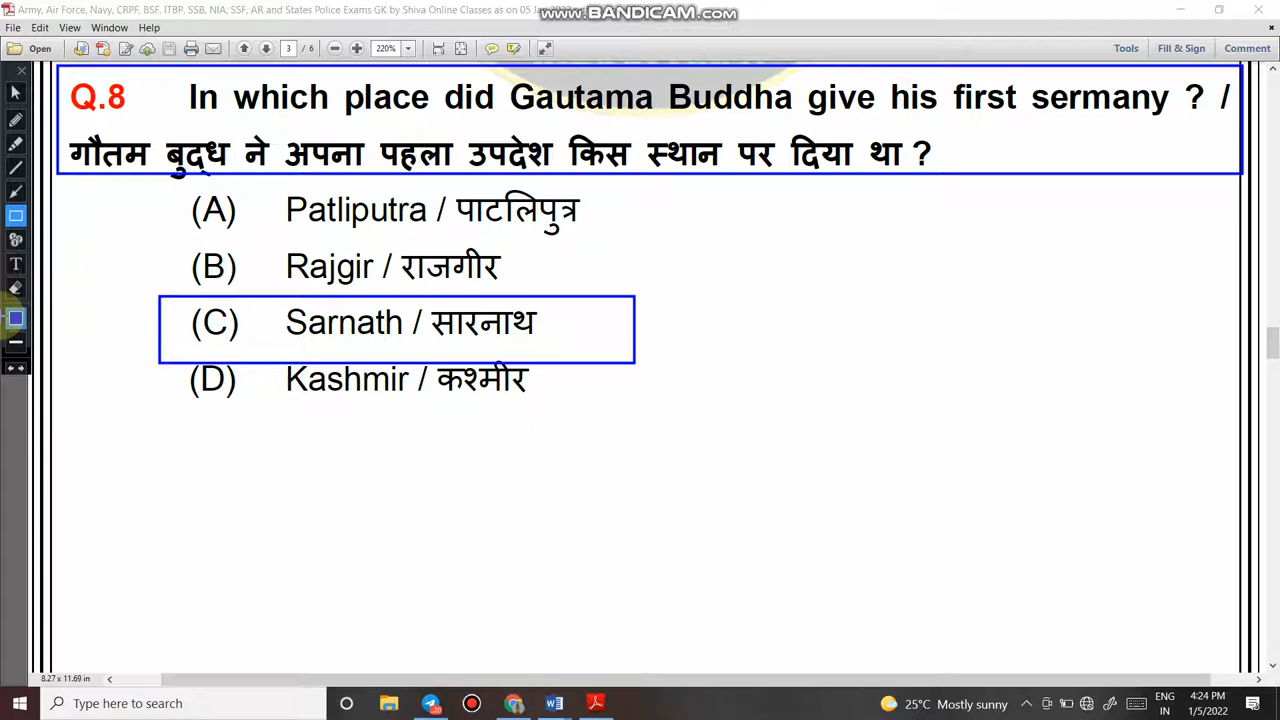 Army, Air Force, Navy, CRPF, BSF, ITBP, SSB, NIA, SSF, AR and States Police Exams GK by Shiva Online Classes as on 05
www.BANDICAM.com
File Edit View Window Help
Open 3 / 6 220% Tools Fill & Sign Comment
Q.8 In which place did Gautama Buddha give his first sermany ? /
गौतम बुद्ध ने अपना पहला उपदेश किस स्थान पर दिया था ?
(A) Patliputra / पाटलिपुत्र
(B) Rajgir / राजगीर
(C) Sarnath / सारनाथ
(D) Kashmir / कश्मीर
8.27 x 11.69 in
Type here to search
25°C Mostly sunny
ENG
IN
4:24 PM
1/5/2022